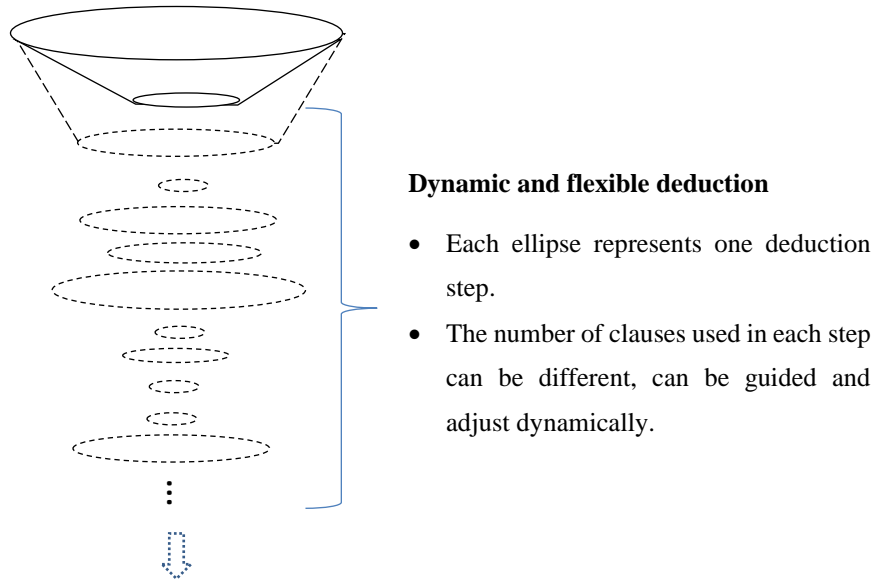 Dynamic and flexible deduction
• Each ellipse represents one deduction
step.
• The number of clauses used in each step
can be different, can be guided and
adjust dynamically.